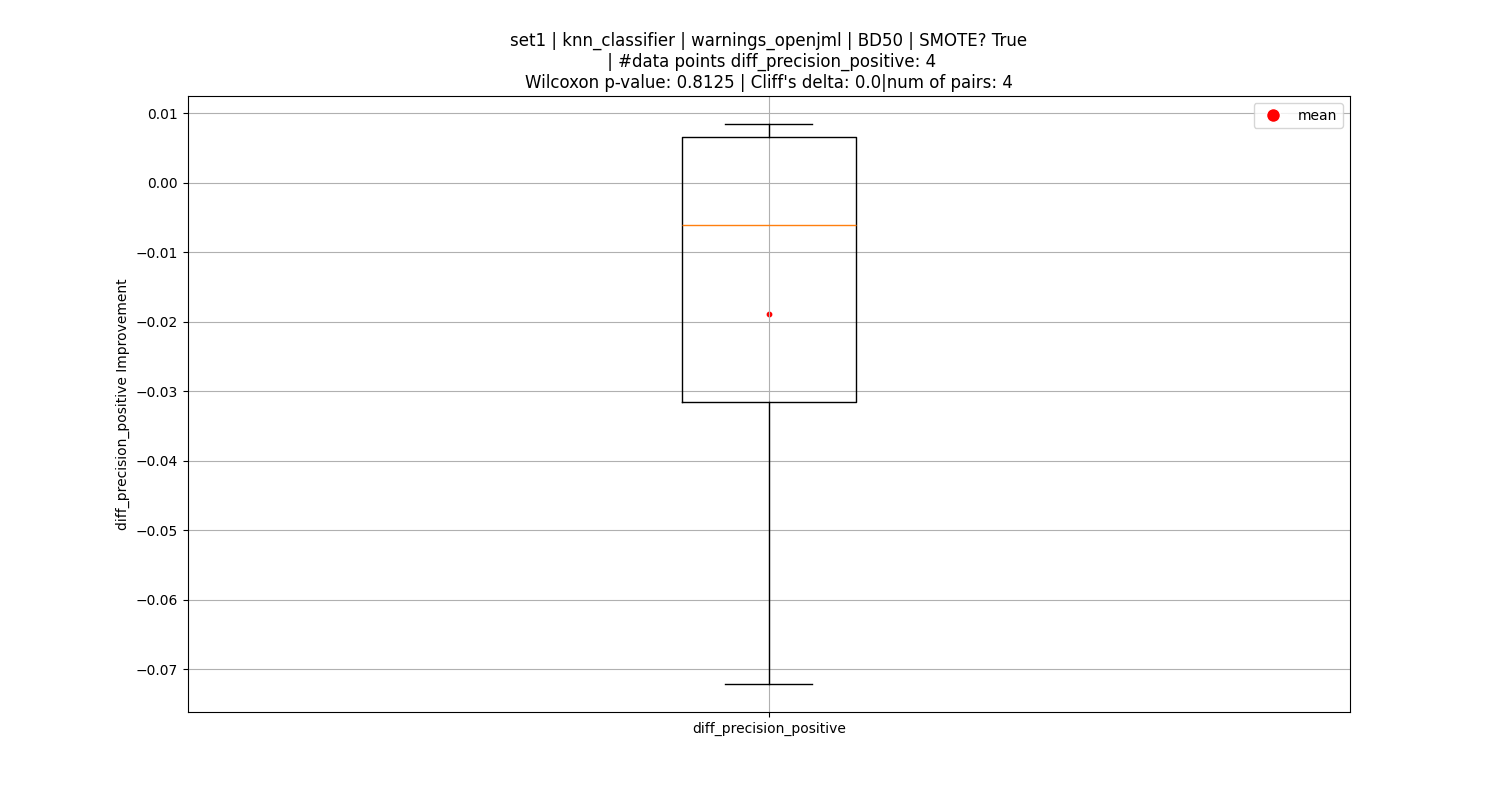 set1 | knn_classifier | warnings_openjml | BD50 | SMOTE? True
| #data points diff_precision_positive: 4
Wilcoxon p-value: 0.8125 | Cliff's delta: 0.0|num of pairs: 4
mean
0.01
0.00
−0.01
−0.02
−0.03
−0.04
−0.05
−0.06
−0.07
diff_precision_positive Improvement
diff_precision_positive